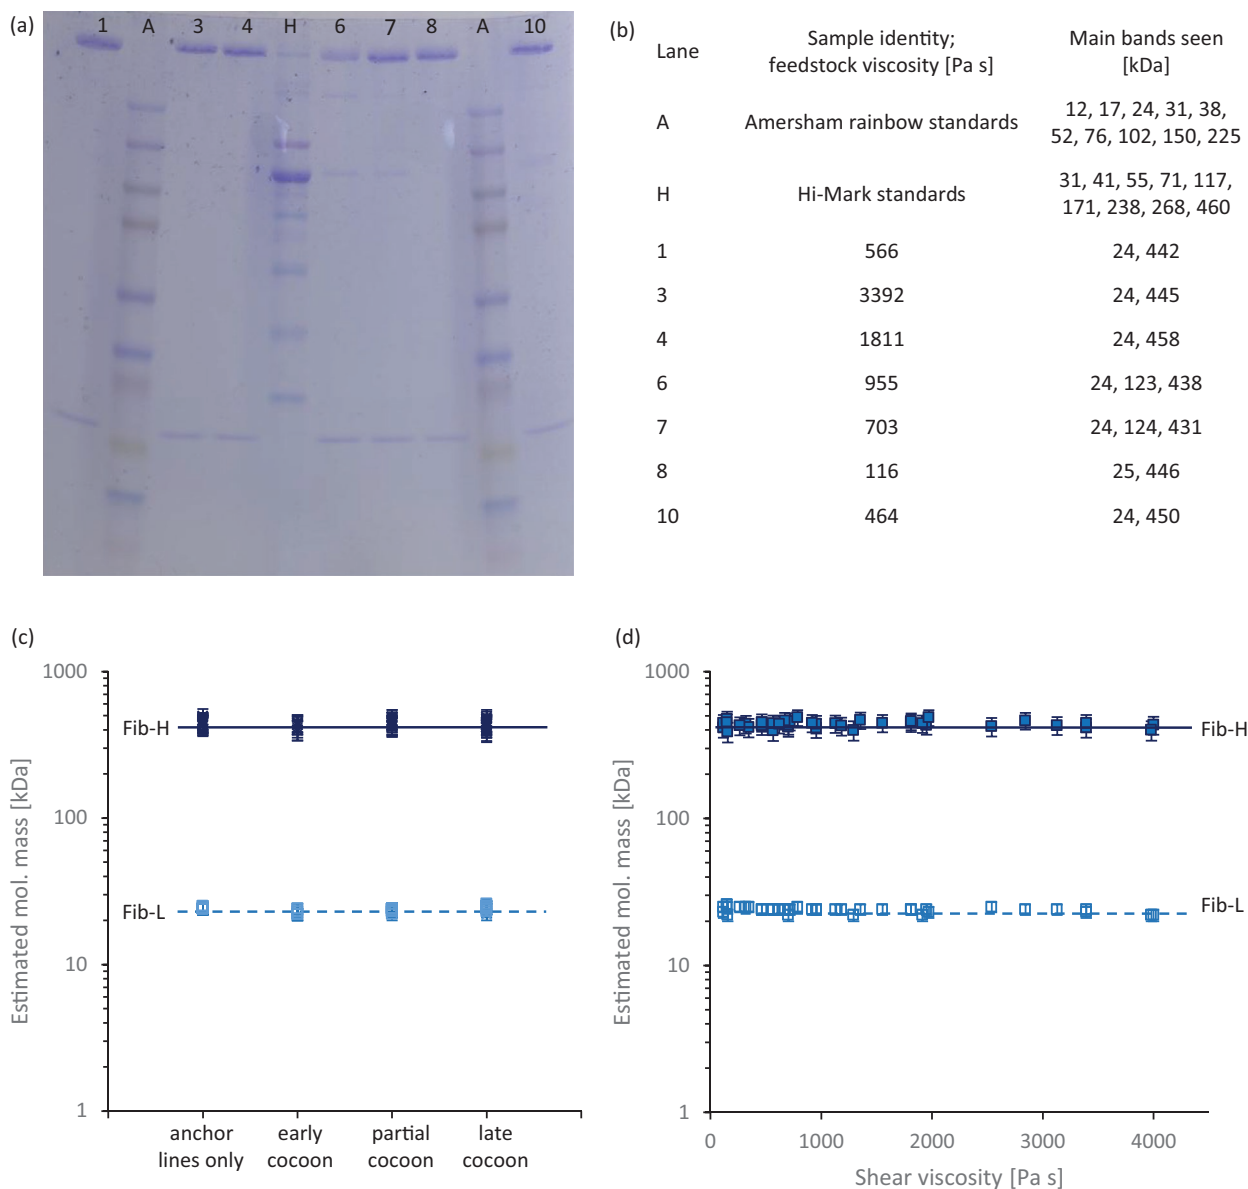 (a)
1 A 3 4 H 6 7 8 A 10
(b)
Lane
Sample identity;
feedstock viscosity [Pa s]
Main bands seen
[kDa]
A
Amersham rainbow standards
12, 17, 24, 31, 38,
52, 76, 102, 150, 225
H
Hi-Mark standards
31, 41, 55, 71, 117,
171, 238, 268, 460
1 566 24, 442
3 3392 24, 445
4 1811 24, 458
6 955 24, 123, 438
7 703 24, 124, 431
8 116 25, 446
10 464 24, 450
(c)
Estimated mol. mass [kDa]
1000
100
10
1
Fib-H
Fib-L
anchor
lines only
early
cocoon
partial
cocoon
late
cocoon
(d)
Estimated mol. mass [kDa]
1000
100
10
1
Fib-H
Fib-L
0 1000 2000 3000 4000
Shear viscosity [Pa s]